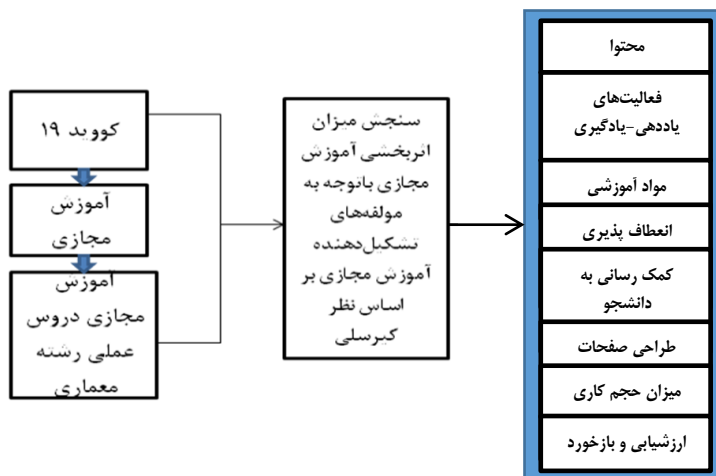 کووید ۱۹
آموزش
مجازی
آموزش
مجازی دروس
عملی رشته
معماری
سنجش میزان
اثربخشی آموزش
مجازی باتوجه به
مولفه‌های
تشکیل‌دهنده
آموزش مجازی بر
اساس نظر
کیرسلی
محتوا
فعالیت‌های
یاددهی-یادگیری
مواد آموزشی
انعطاف پذیری
کمک رسانی به
دانشجو
طراحی صفحات
میزان حجم کاری
ارزشیابی و بازخورد